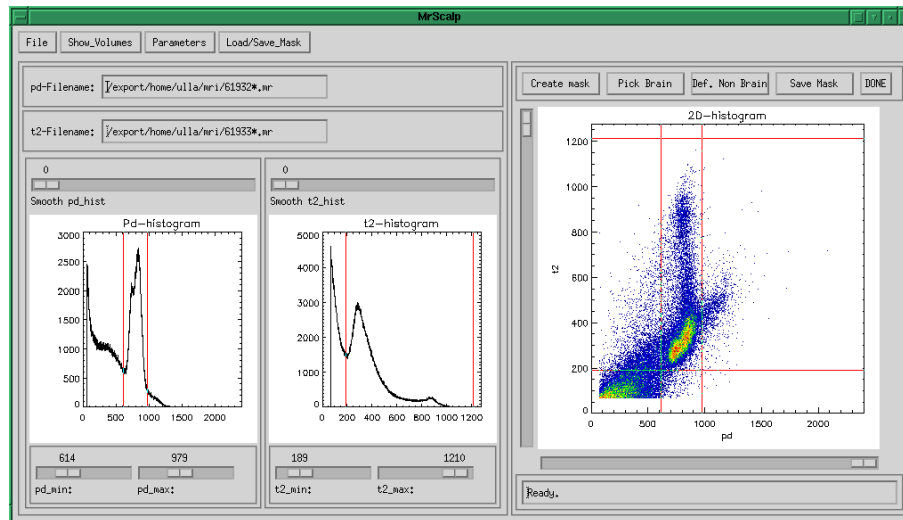 MrScalp
File Show_Volumes Parameters Load/Save_Mask
pd-Filename: /export/home/ulla/mri/61932*.mr
t2-Filename: /export/home/ulla/mri/61933*.mr
0
Smooth pd_hist
Pd-histogram
3000
2500
2000
1500
1000
500
0
0 500 1000 1500 2000
614 979
pd_min: pd_max:
0
Smooth t2_hist
t2-histogram
5000
4000
3000
2000
1000
0
0 200 400 600 800 1000 1200
189 1210
t2_min: t2_max:
Create mask Pick Brain Def. Non Brain Save Mask DONE
2D-histogram
1200
1000
800
600
400
200
0
t2
0 500 1000 1500 2000
pd
Ready.